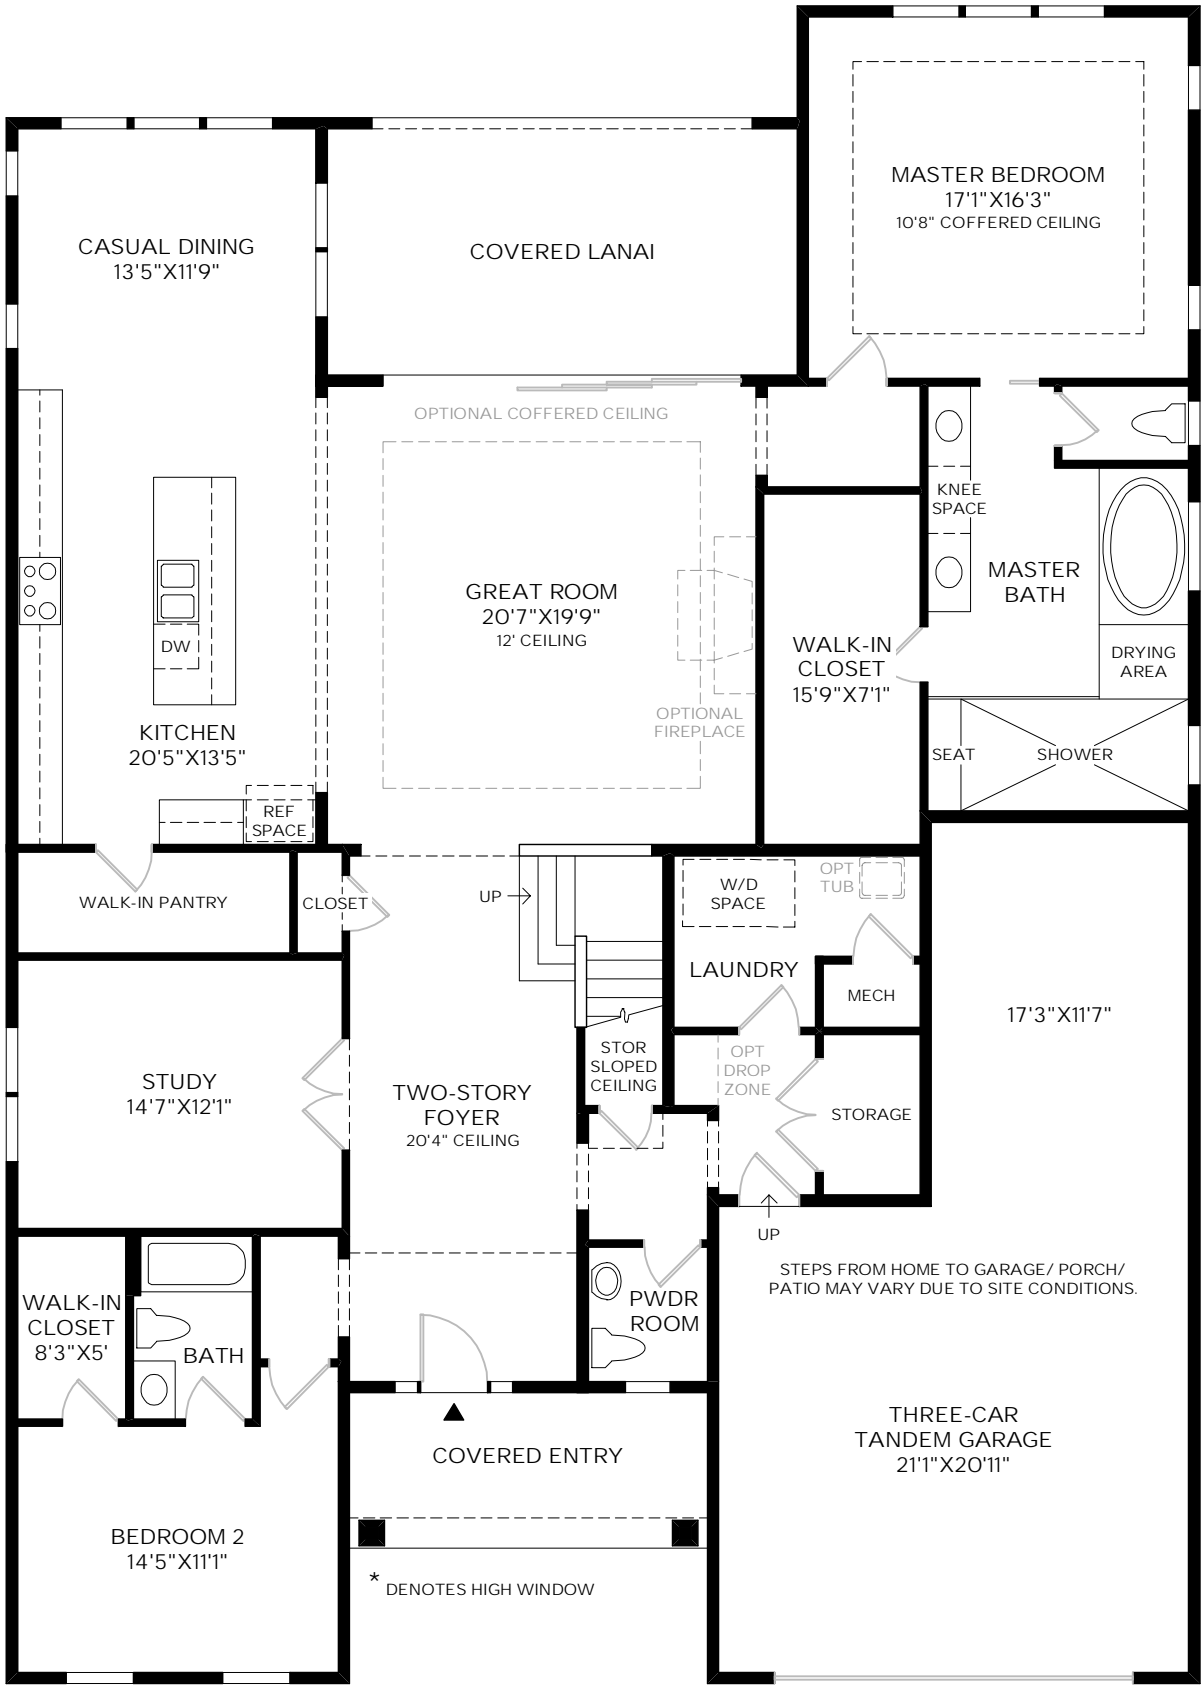 MASTER BEDROOM
17'1"X16'3"
10'8" COFFERED CEILING
CASUAL DINING
13'5"X11'9"
COVERED LANAI
OPTIONAL COFFERED CEILING
KNEE
SPACE
MASTER
BATH
GREAT ROOM
20'7"X19'9"
12' CEILING
DW
WALK-IN
CLOSET
15'9"X7'1"
DRYING
AREA
OPTIONAL
FIREPLACE
KITCHEN
20'5"X13'5"
SEAT
SHOWER
REF
SPACE
WALK-IN PANTRY
CLOSET
UP
W/D
SPACE
OPT
TUB
LAUNDRY
MECH
17'3"X11'7"
STOR
SLOPED
CEILING
OPT
DROP
ZONE
STUDY
14'7"X12'1"
TWO-STORY
FOYER
20'4" CEILING
STORAGE
UP
STEPS FROM HOME TO GARAGE/ PORCH/
PATIO MAY VARY DUE TO SITE CONDITIONS.
WALK-IN
CLOSET
8'3"X5'
BATH
PWDR
ROOM
COVERED ENTRY
THREE-CAR
TANDEM GARAGE
21'1"X20'11"
BEDROOM 2
14'5"X11'1"
* DENOTES HIGH WINDOW